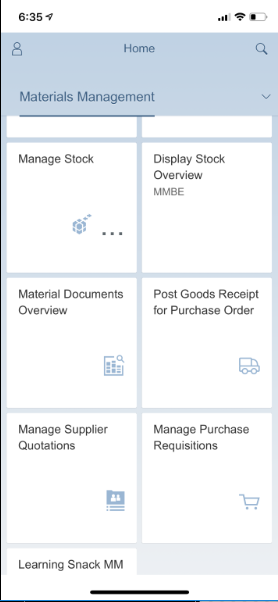 6:35
Home
Materials Management
Manage Stock
...
Display Stock
Overview
MMBE
Material Documents
Overview
Post Goods Receipt
for Purchase Order
Manage Supplier
Quotations
Manage Purchase
Requisitions
Learning Snack MM